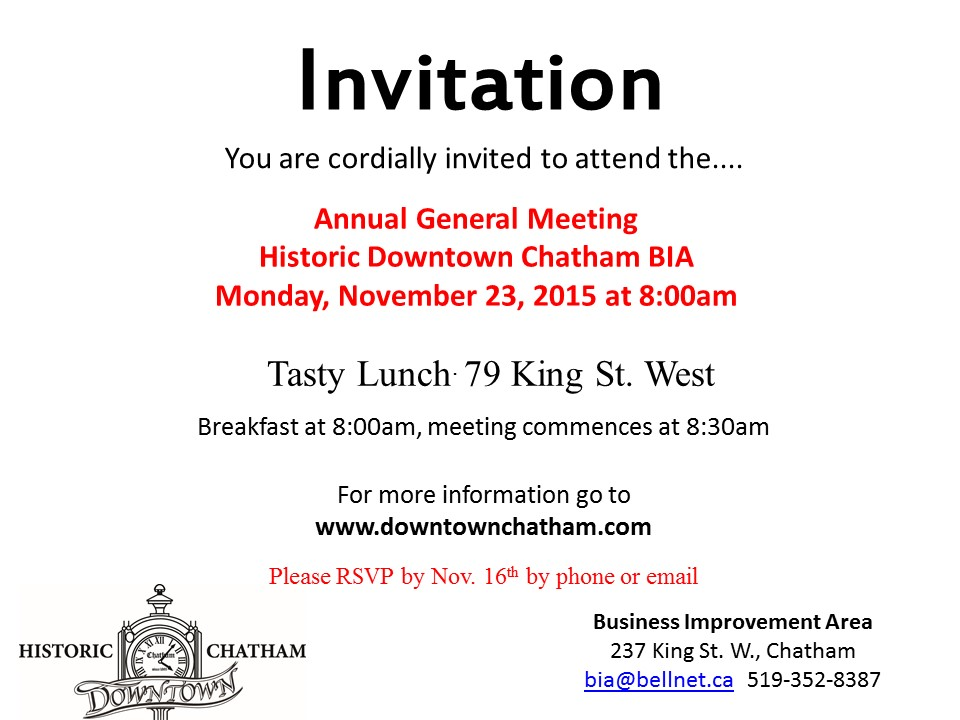 Invitation
You are cordially invited to attend the....
Annual General Meeting
Historic Downtown Chatham BIA
Monday, November 23, 2015 at 8:00am
Tasty Lunch. 79 King St. West
Breakfast at 8:00am, meeting commences at 8:30am
For more information go to
www.downtownchatham.com
Please RSVP by Nov. 16th by phone or email
HISTORIC CHATHAM
Chatham
DOWNTOWN
Business Improvement Area
237 King St. W., Chatham
bia@bellnet.ca 519-352-8387